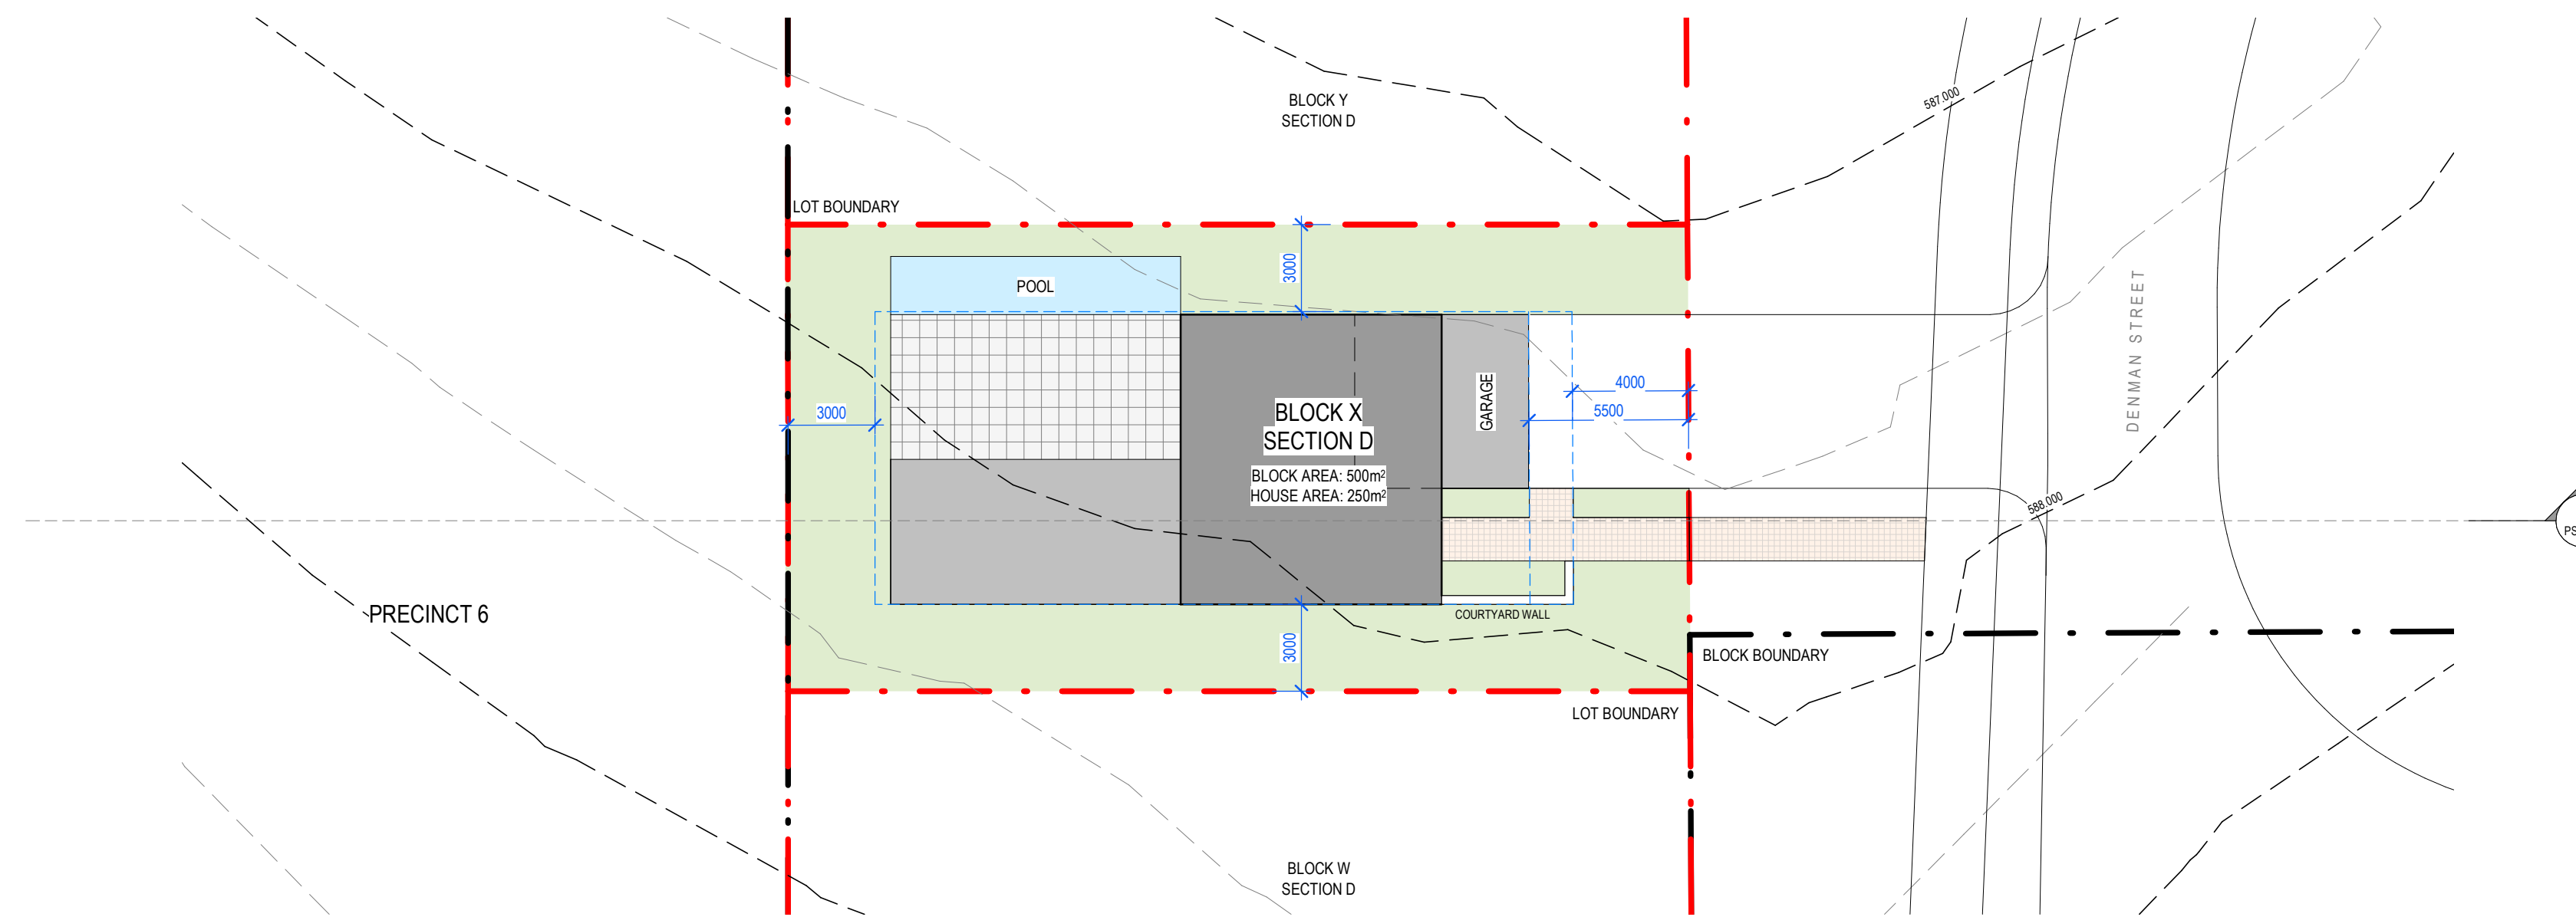 587.000
BLOCK Y
SECTION D
LOT BOUNDARY
3000
POOL
DENMAN STREET
GARAGE
4000
5500
3000
BLOCK X
SECTION D
BLOCK AREA: 500m²
HOUSE AREA: 250m²
588.000
PS
PRECINCT 6
COURTYARD WALL
3000
BLOCK BOUNDARY
LOT BOUNDARY
BLOCK W
SECTION D